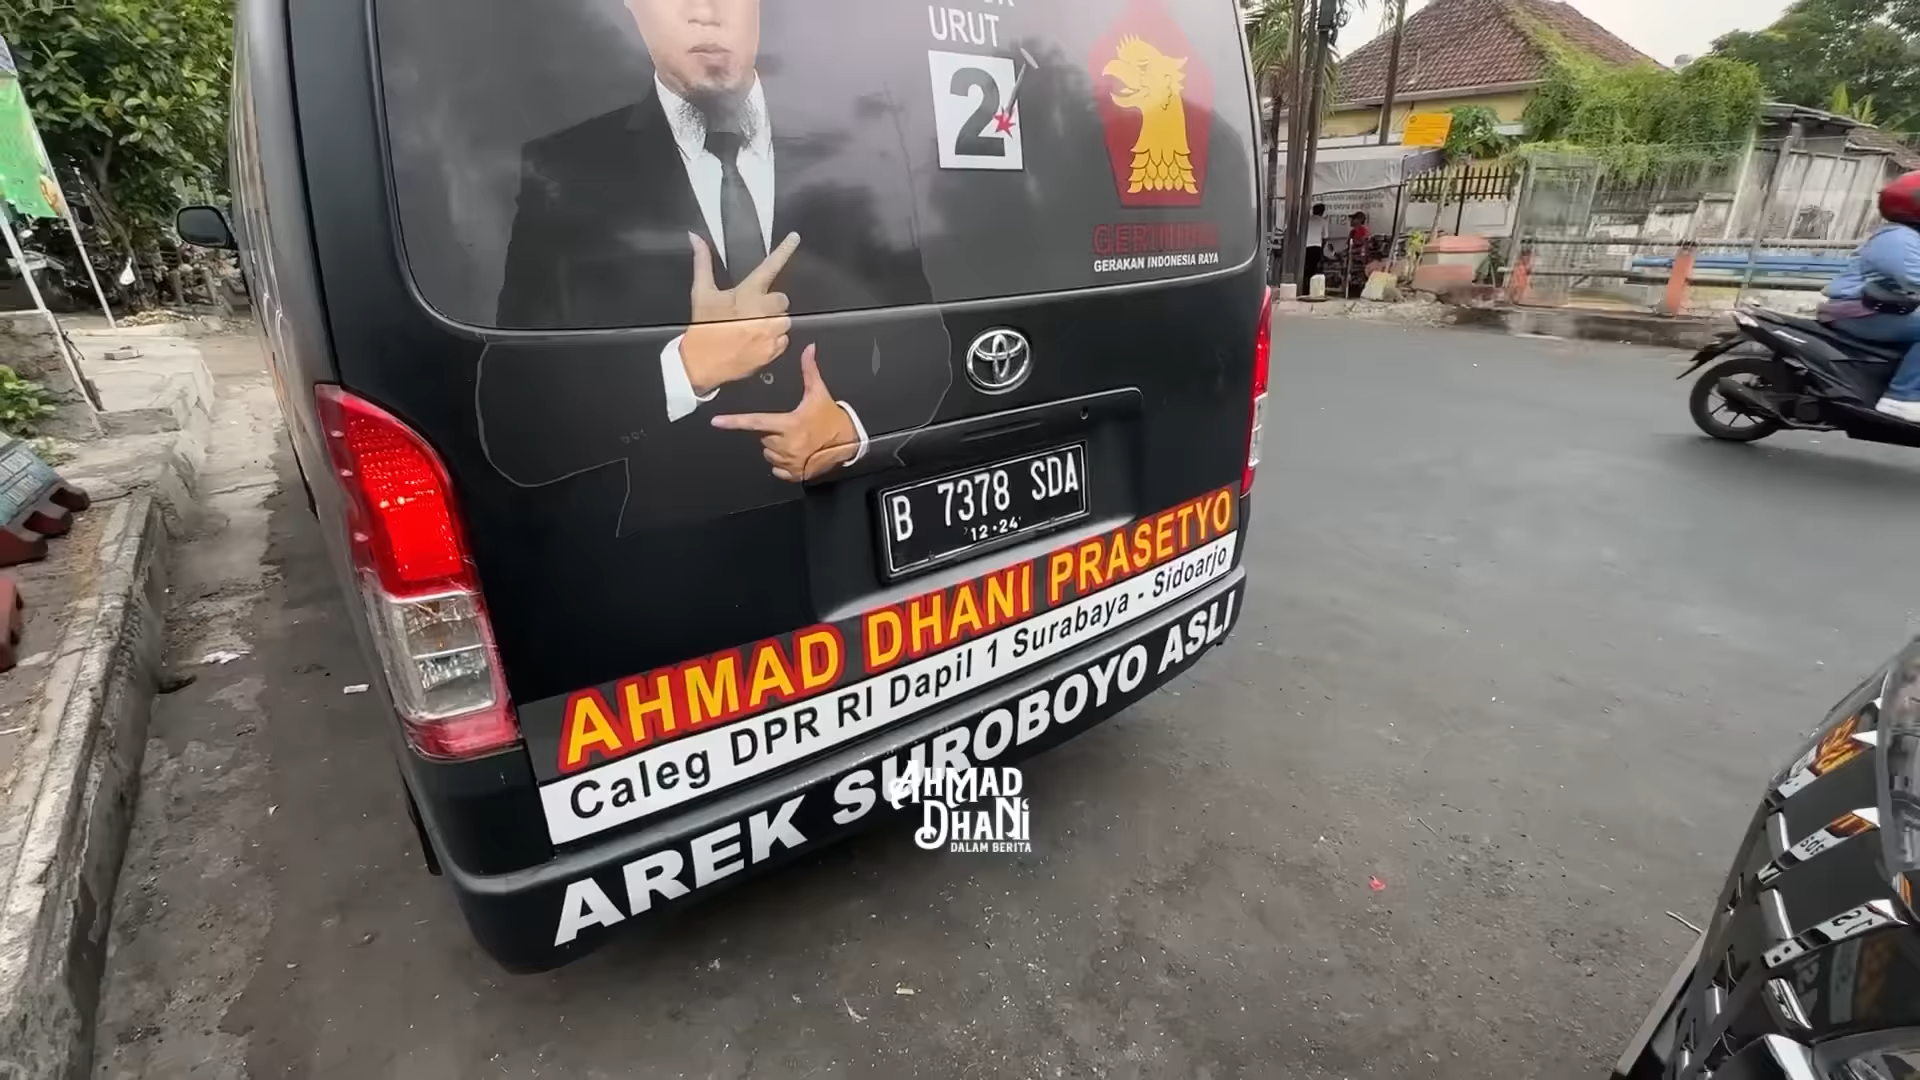 URUT
2
GERINDRA
GERAKAN INDONESIA RAYA
B 7378 SDA
12·24
AHMAD DHANI PRASETYO
Caleg DPR RI Dapil 1 Surabaya - Sidoarjo
AREK SUROBOYO ASLI
AHMAD
DHANI
DALAM BERITA